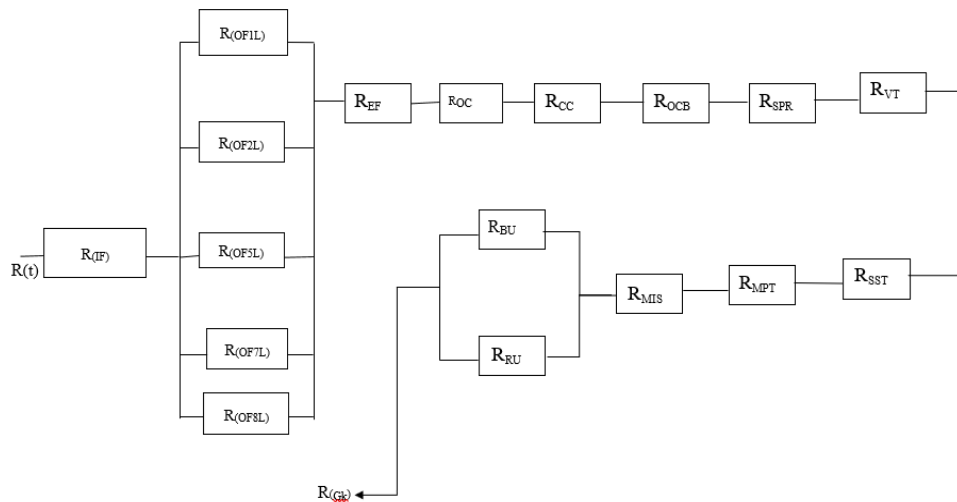 R(OF1L)
REF
ROC
RCC
ROCB
RSPR
RVT
R(OF2L)
R(t)
R(IF)
R(OF5L)
RBU
RMIS
RMPT
RSST
RRU
R(OF7L)
R(OF8L)
R(Gk)